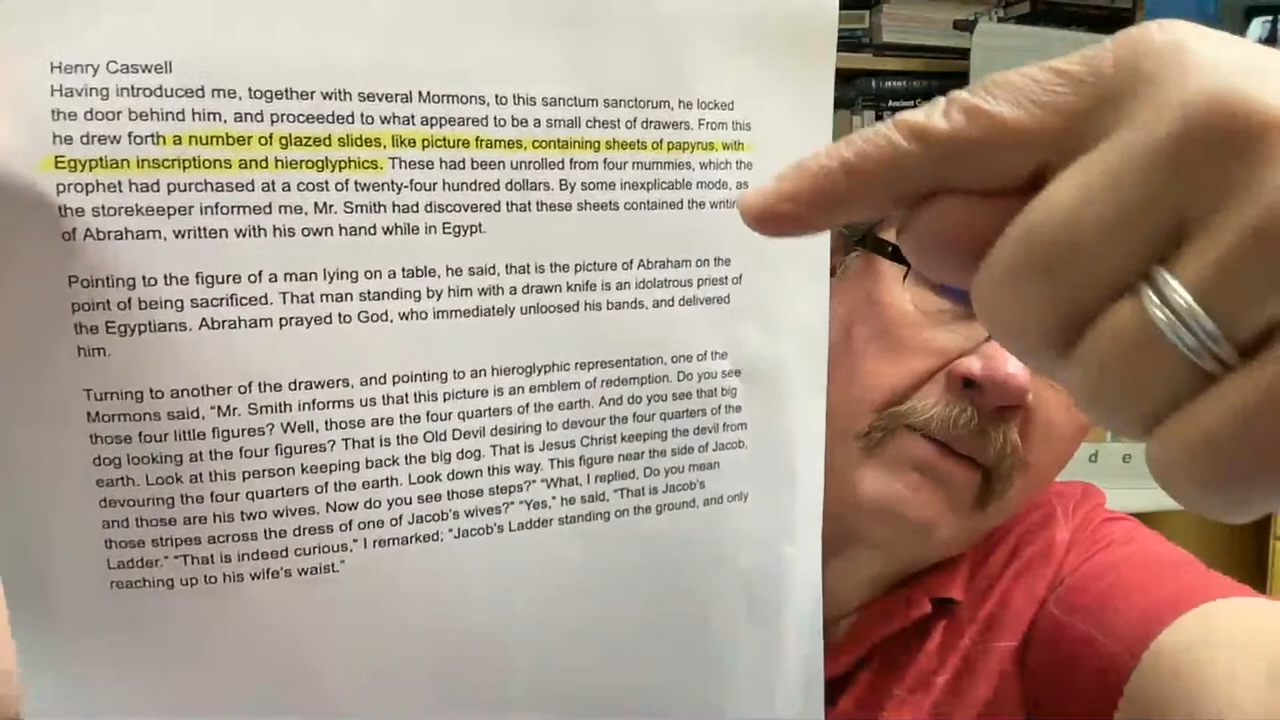 Henry Caswell
Having introduced me, together with several Mormons, to this sanctum sanctorum, he locked
the door behind him, and proceeded to what appeared to be a small chest of drawers. From this
he drew forth a number of glazed slides, like picture frames, containing sheets of papyrus, with
Egyptian inscriptions and hieroglyphics. These had been unrolled from four mummies, which the
prophet had purchased at a cost of twenty-four hundred dollars. By some inexplicable mode, as
the storekeeper informed me, Mr. Smith had discovered that these sheets contained the
of Abraham, written with his own hand while in Egypt.
Pointing to the figure of a man lying on a table, he said, that is the picture of Abraham on the
point of being sacrificed. That man standing by him with a drawn knife is an idolatrous priest of
the Egyptians. Abraham prayed to God, who immediately unloosed his bands, and delivered
him.
Turning to another of the drawers, and pointing to an hieroglyphic representation, one of the
Mormons said, "Mr. Smith informs us that this picture is an emblem of redemption. Do you see
those four little figures? Well, those are the four quarters of the earth. And do you see that big
dog looking at the four figures? That is the Old Devil desiring to devour the four quarters of the
earth. Look at this person keeping back the big dog. That is Jesus Christ keeping the devil from
devouring the four quarters of the earth. Look down this way. This figure near the side of Jacob,
and those are his two wives. Now do you see those steps?" "What, I replied, Do you mean
those stripes across the dress of one of Jacob's wives?" "Yes," he said, "That is Jacob's
Ladder." "That is indeed curious," I remarked; "Jacob's Ladder standing on the ground, and only
reaching up to his wife's waist."
Ancient
d e